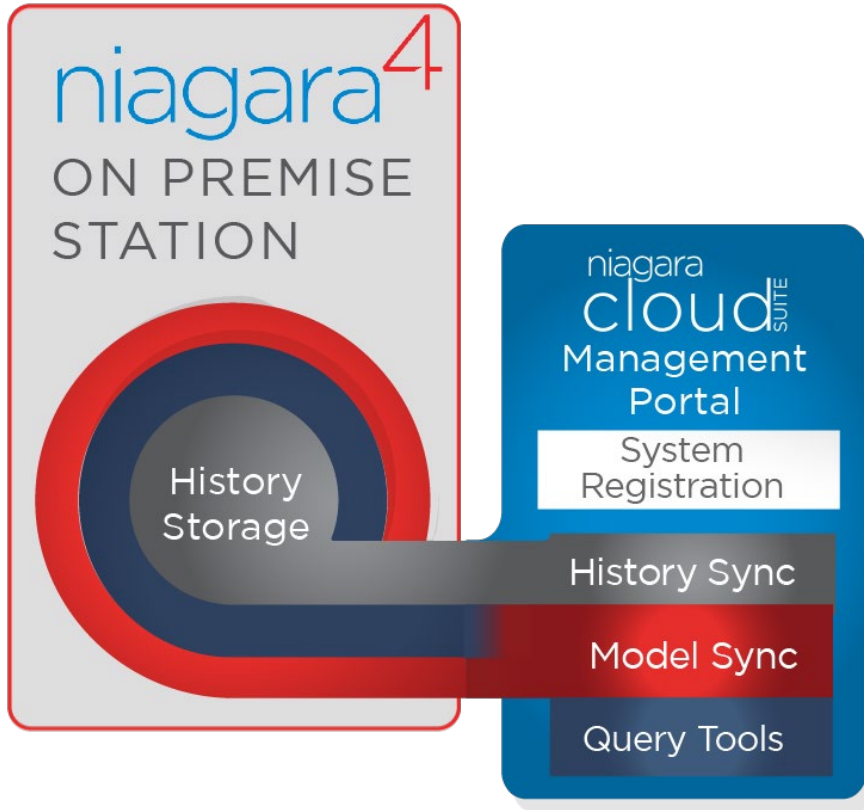 niagara4
ON PREMISE
STATION
History
Storage
niagara
cloud SUITE
Management
Portal
System
Registration
History Sync
Model Sync
Query Tools